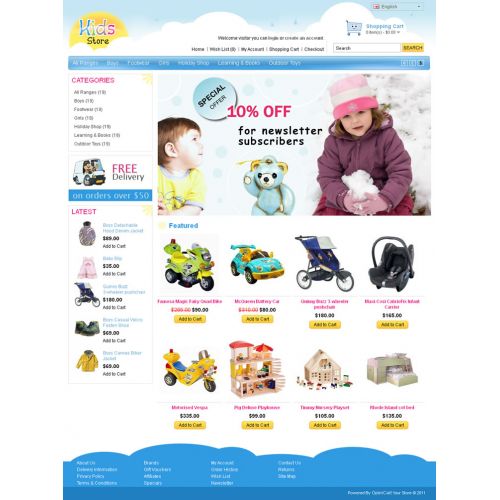 Kids
Store
English
Welcome visitor you can login or create an account.
Shopping Cart
0 item(s) - $0.00
Home | Wish List (0) | My Account | Shopping Cart | Checkout
Search
SEARCH
All Ranges
Boys
Footwear
Girls
Holiday Shop
Learning & Books
Outdoor Toys
€
£
$
CATEGORIES
All Ranges (19)
Boys (19)
Footwear (19)
Girls (19)
Holiday Shop (19)
Learning & Books (19)
Outdoor Toys (19)
FREE
Delivery
on orders over $50
SPECIAL
OFFER
10% OFF
for newsletter
subscribers
LATEST
Boys Detachable
Hood Denim Jacket
$89.00
Add to Cart
Bate Slip
$35.00
Add to Cart
Quinny Buzz
3-wheeler pushchair
$180.00
Add to Cart
Boys Casual Velcro
Fasten Shoe
$69.00
Add to Cart
Boys Canvas Biker
Jacket
$69.00
Add to Cart
Featured
Famosa Magic Fairy Quad Bike
$299.00 $90.00
Add to Cart
McQueen Battery Car
$310.00 $80.00
Add to Cart
Quinny Buzz 3-wheeler
pushchair
$180.00
Add to Cart
Maxi Cosi Cabriofix Infant
Carrier
$165.00
Add to Cart
Motorised Vespa
$335.00
Add to Cart
Pig Deluxe Playhouse
$99.00
Add to Cart
Timmy Nursery Playset
$105.00
Add to Cart
Rhode Island cot bed
$135.00
Add to Cart
About Us
Delivery Information
Privacy Policy
Terms & Conditions
Brands
Gift Vouchers
Affiliates
Specials
My Account
Order History
Wish List
Newsletter
Contact Us
Returns
Site Map
Powered By OpenCart Your Store © 2011